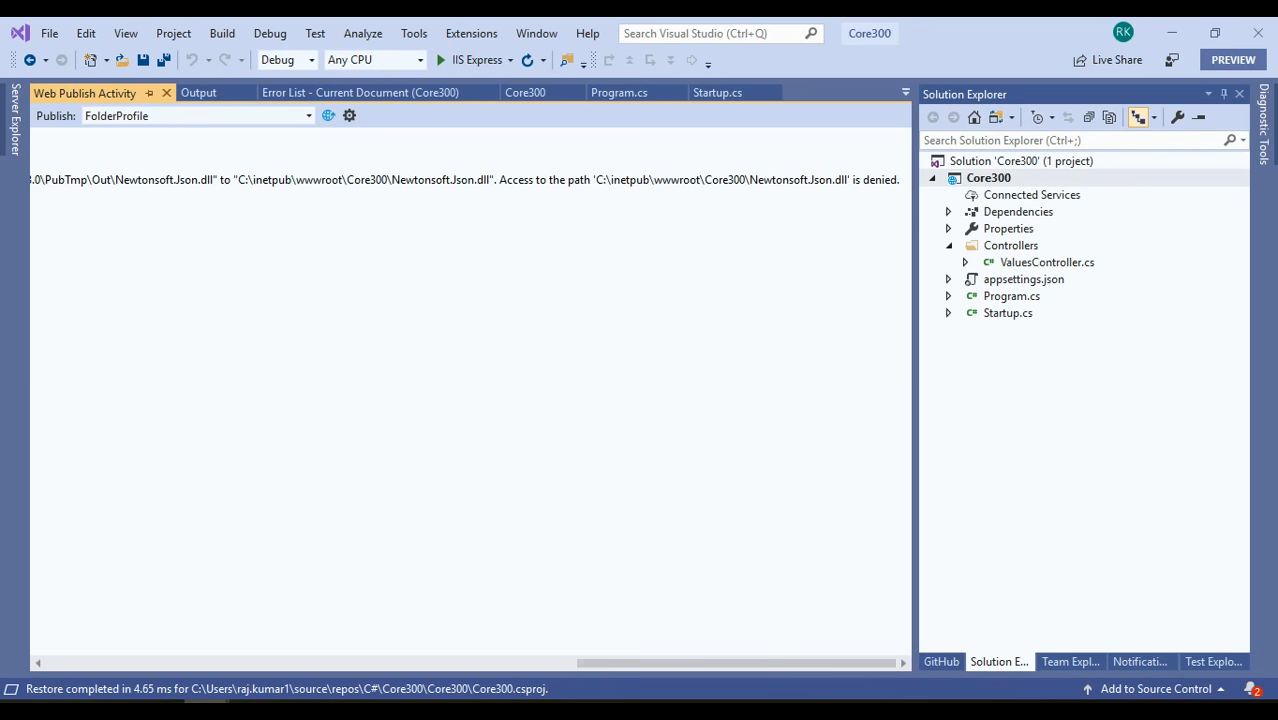 File Edit View Project Build Debug Test Analyze Tools Extensions Window Help Search Visual Studio (Ctrl+Q) Core300 RK
Debug Any CPU IIS Express Live Share PREVIEW
Server Explorer
Web Publish Activity Output Error List - Current Document (Core300) Core300 Program.cs Startup.cs
Publish: FolderProfile
3.0\PubTmp\Out\Newtonsoft.Json.dll" to "C:\inetpub\wwwroot\Core300\Newtonsoft.Json.dll". Access to the path 'C:\inetpub\wwwroot\Core300\Newtonsoft.Json.dll' is denied.
Solution Explorer
Search Solution Explorer (Ctrl+;)
Solution 'Core300' (1 project)
Core300
Connected Services
Dependencies
Properties
Controllers
C# ValuesController.cs
appsettings.json
C# Program.cs
C# Startup.cs
Diagnostic Tools
GitHub Solution E... Team Expl... Notificati... Test Explo...
Restore completed in 4.65 ms for C:\Users\raj.kumar1\source\repos\C#\Core300\Core300\Core300.csproj. Add to Source Control 2